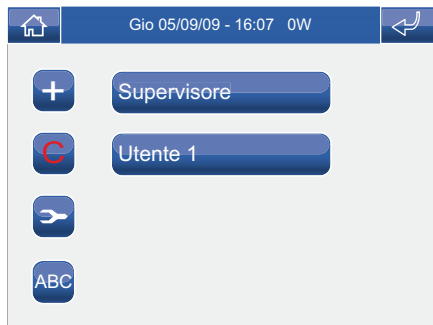 Gio 05/09/09 - 16:07 0W
+
Supervisore
C
Utente 1
ABC